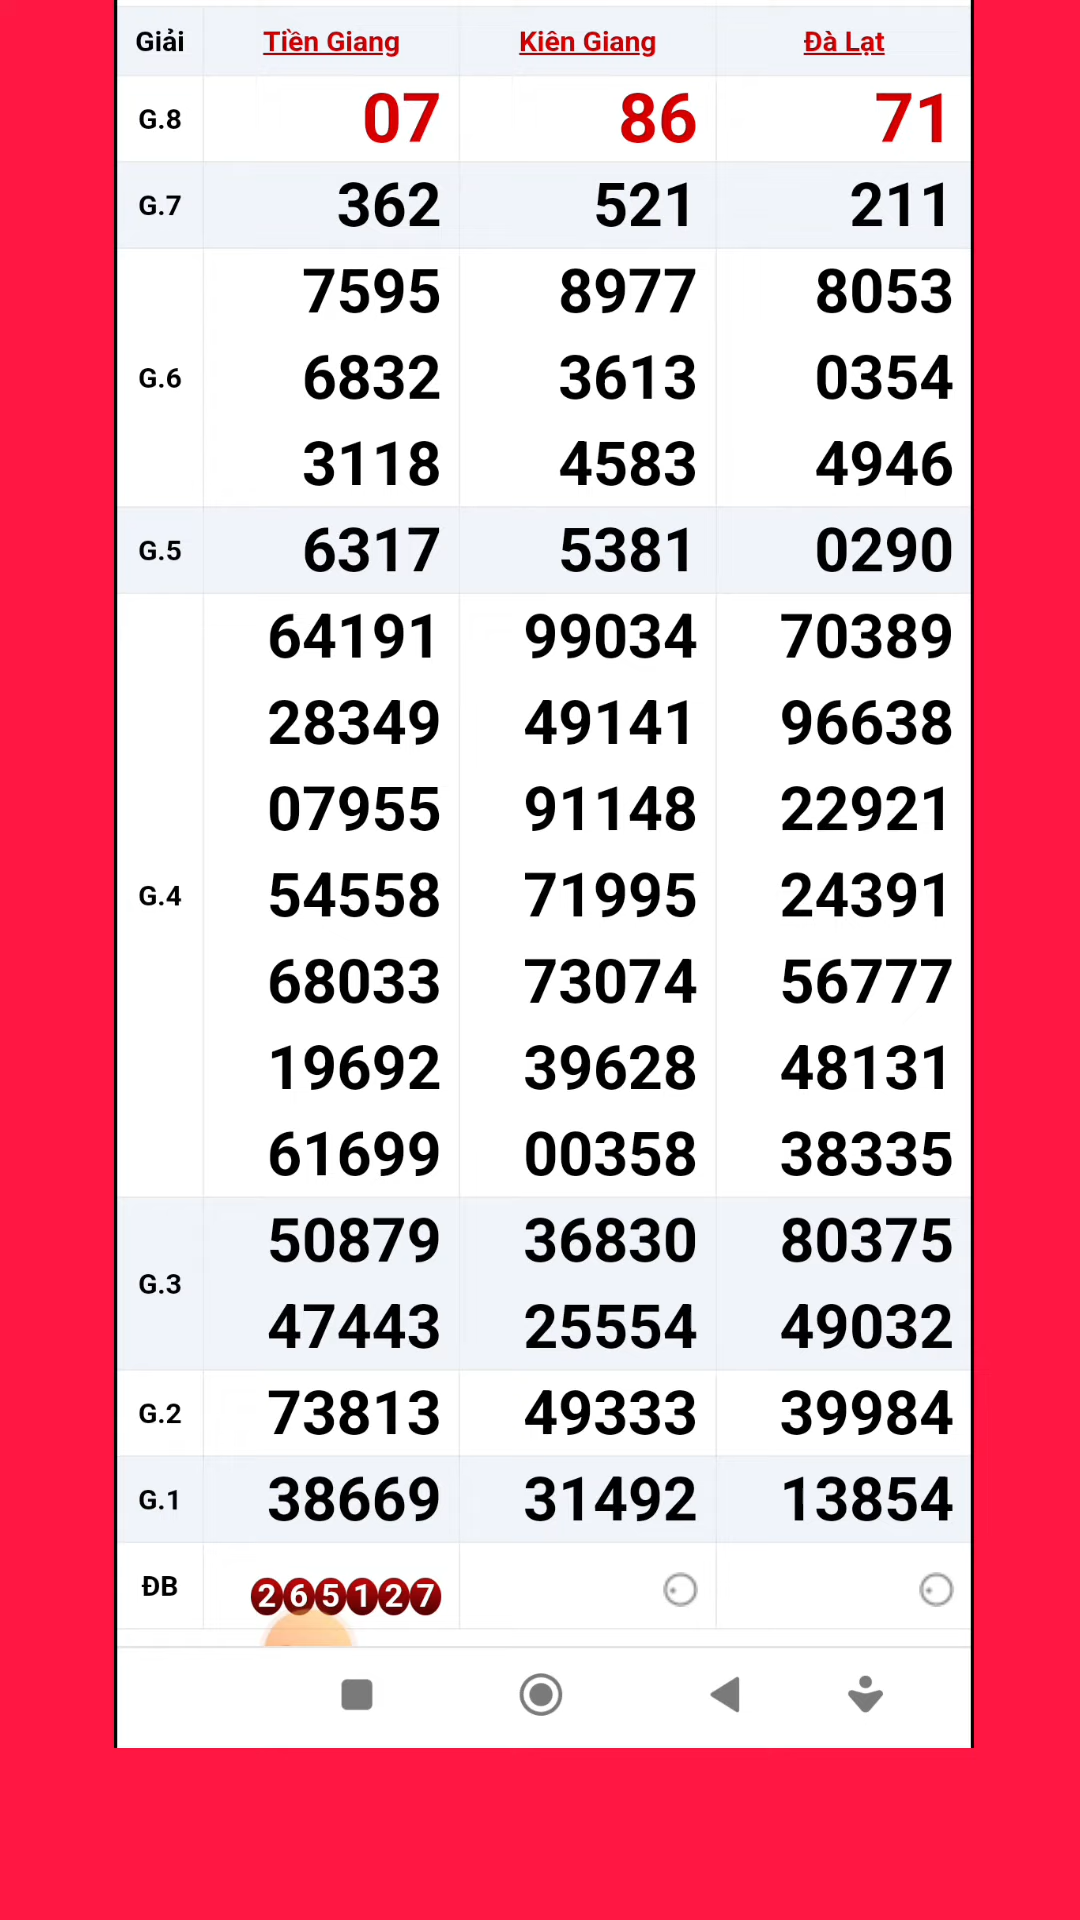 Giải Tiền Giang Kiên Giang Đà Lạt
G.8 07 86 71
G.7 362 521 211
7595 8977 8053
G.6 6832 3613 0354
3118 4583 4946
G.5 6317 5381 0290
64191 99034 70389
28349 49141 96638
07955 91148 22921
G.4 54558 71995 24391
68033 73074 56777
19692 39628 48131
61699 00358 38335
G.3
50879 36830 80375
47443 25554 49032
G.2 73813 49333 39984
G.1 38669 31492 13854
ĐB 265127